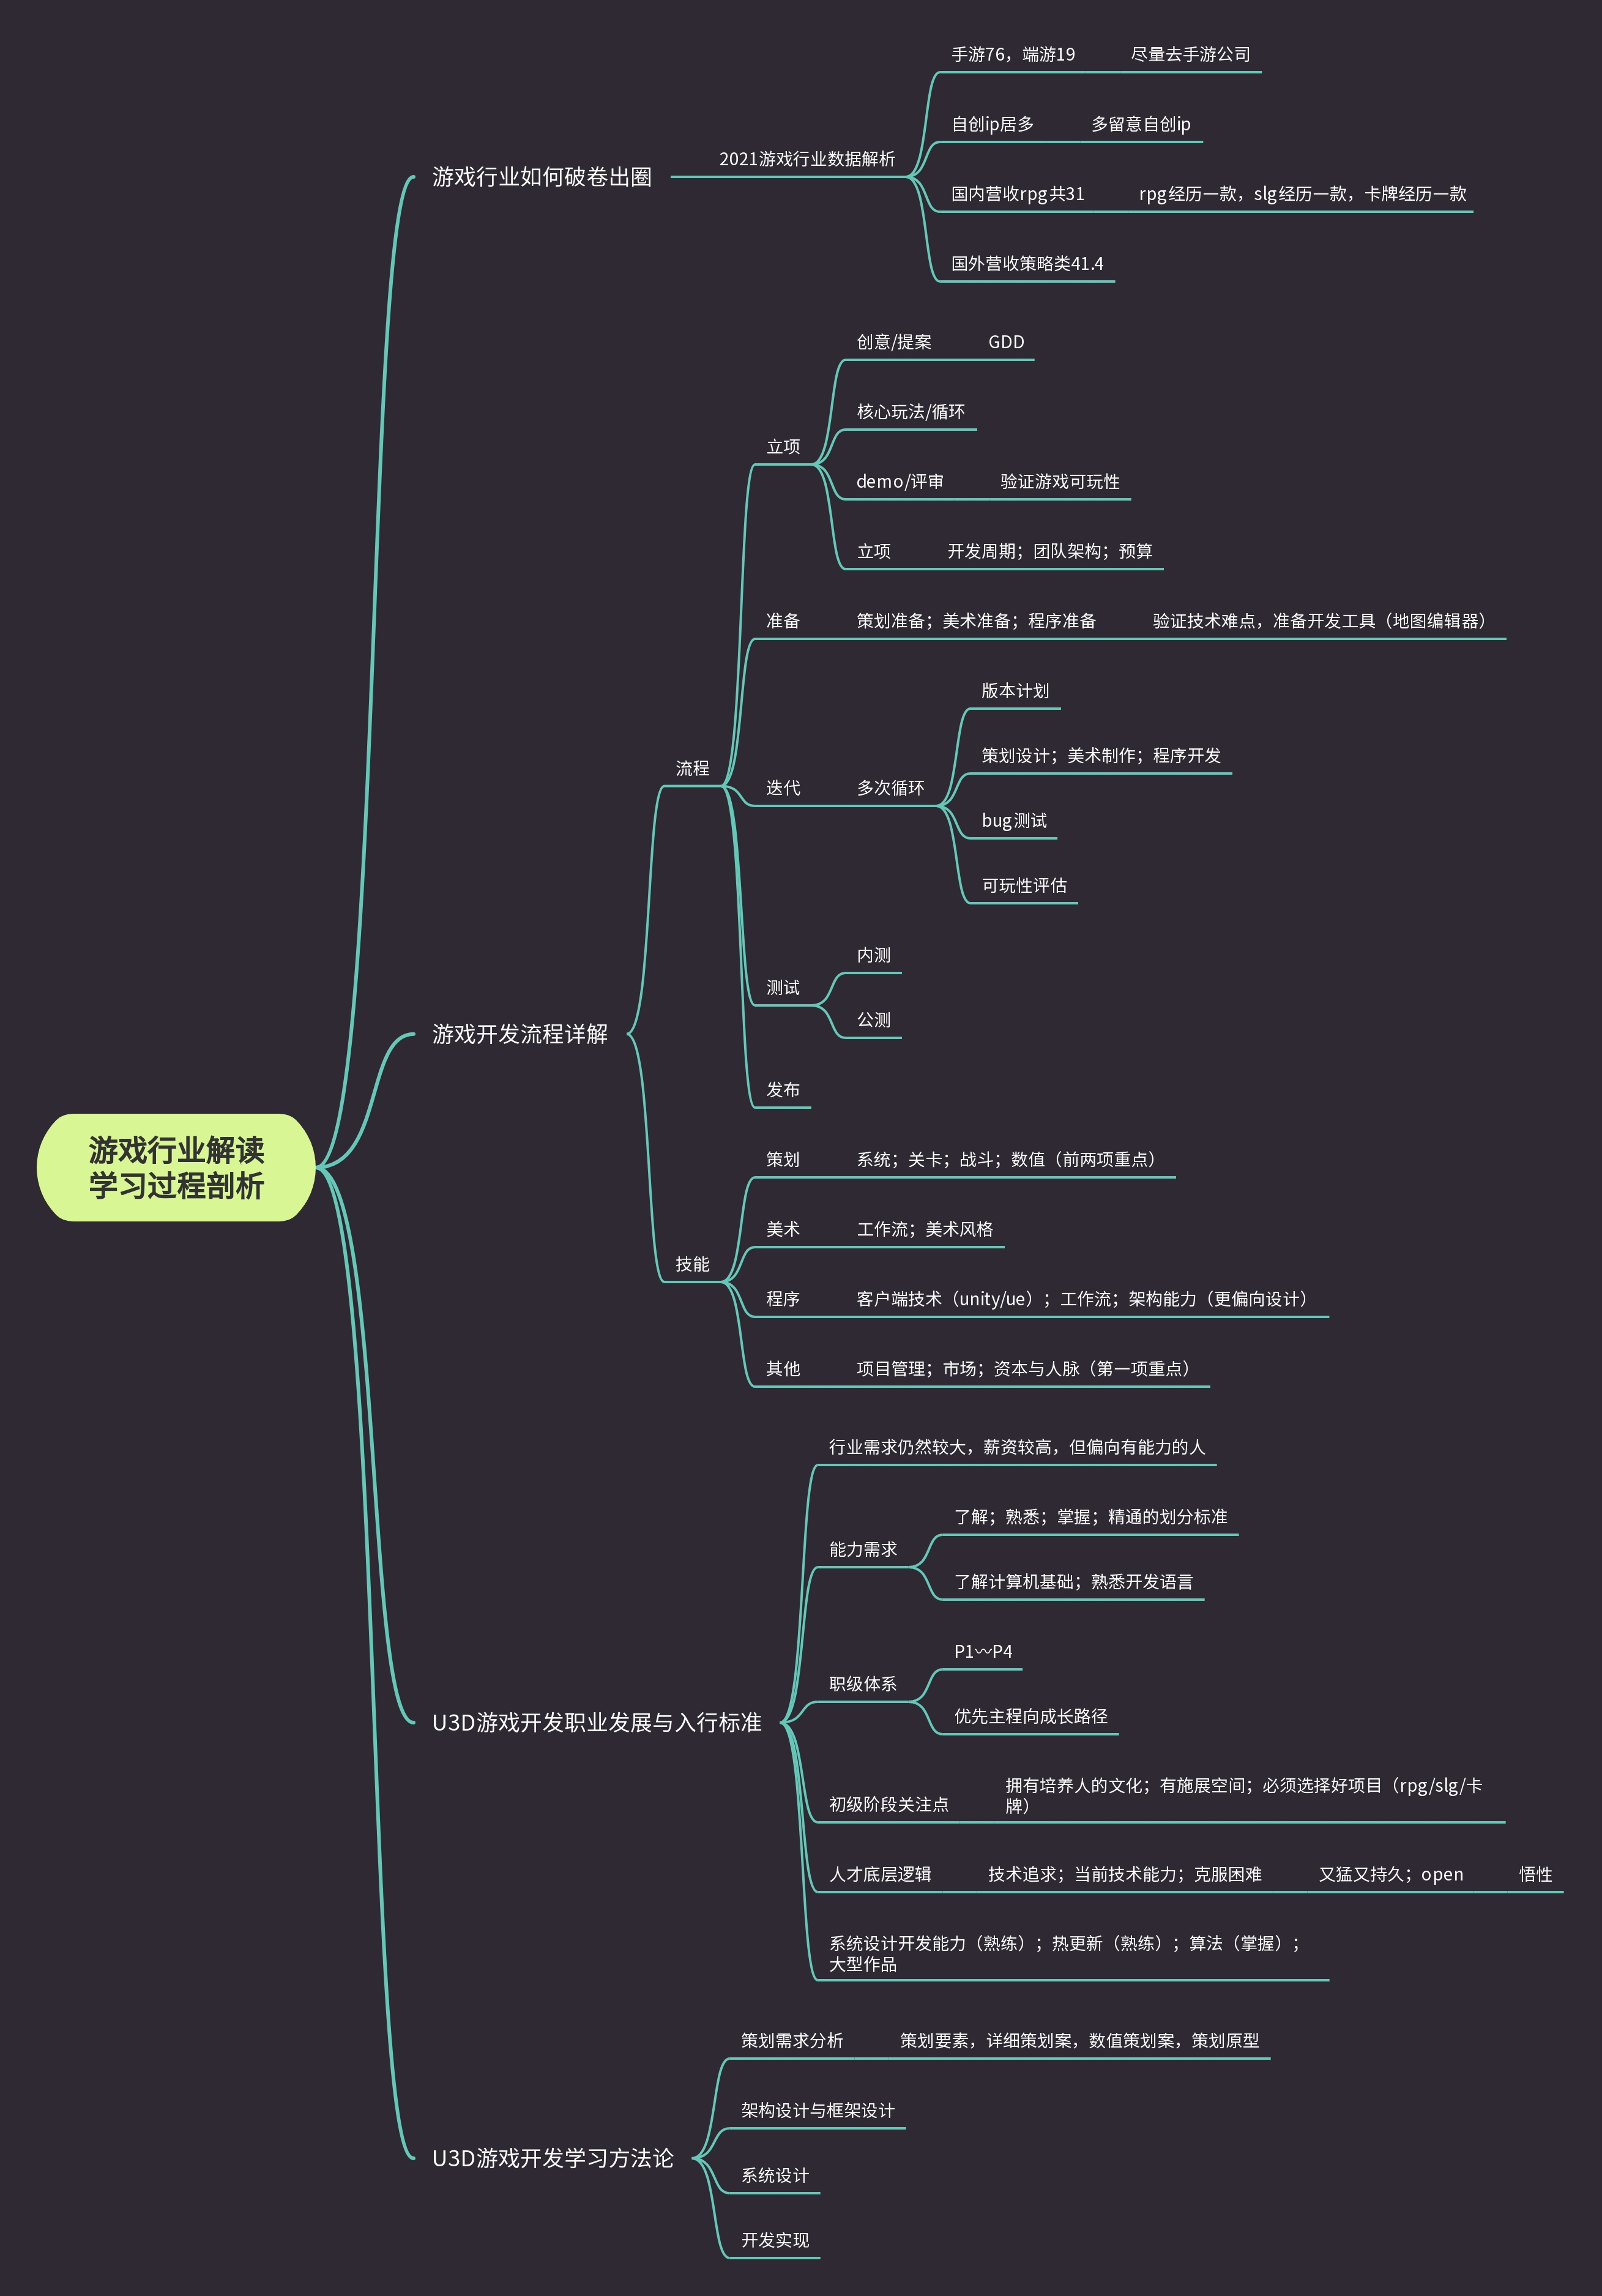 游戏行业解读
学习过程剖析
游戏行业如何破卷出圈
2021游戏行业数据解析
手游76，端游19
尽量去手游公司
自创ip居多
多留意自创ip
国内营收rpg共31
rpg经历一款，slg经历一款，卡牌经历一款
国外营收策略类41.4
游戏开发流程详解
流程
立项
创意/提案
GDD
核心玩法/循环
demo/评审
验证游戏可玩性
立项
开发周期；团队架构；预算
准备
策划准备；美术准备；程序准备
验证技术难点，准备开发工具（地图编辑器）
迭代
多次循环
版本计划
策划设计；美术制作；程序开发
bug测试
可玩性评估
测试
内测
公测
发布
技能
策划
系统；关卡；战斗；数值（前两项重点）
美术
工作流；美术风格
程序
客户端技术（unity/ue）；工作流；架构能力（更偏向设计）
其他
项目管理；市场；资本与人脉（第一项重点）
U3D游戏开发职业发展与入行标准
行业需求仍然较大，薪资较高，但偏向有能力的人
能力需求
了解；熟悉；掌握；精通的划分标准
了解计算机基础；熟悉开发语言
职级体系
P1〰P4
优先主程向成长路径
初级阶段关注点
拥有培养人的文化；有施展空间；必须选择好项目（rpg/slg/卡
牌）
人才底层逻辑
技术追求；当前技术能力；克服困难
又猛又持久；open
悟性
系统设计开发能力（熟练）；热更新（熟练）；算法（掌握）；
大型作品
U3D游戏开发学习方法论
策划需求分析
策划要素，详细策划案，数值策划案，策划原型
架构设计与框架设计
系统设计
开发实现